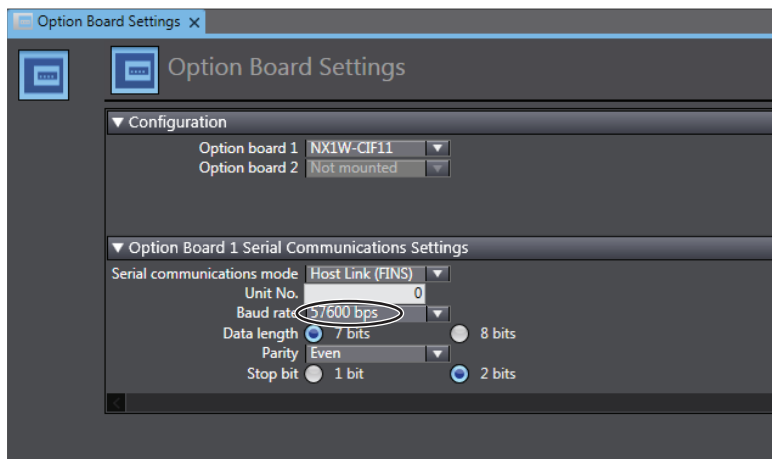 Option Board Settings ×
Option Board Settings
▼ Configuration
Option board 1 NX1W-CIF11 ▼
Option board 2 Not mounted ▼
▼ Option Board 1 Serial Communications Settings
Serial communications mode Host Link (FINS) ▼
Unit No. 0
Baud rate 57600 bps ▼
Data length 7 bits 8 bits
Parity Even ▼
Stop bit 1 bit 2 bits